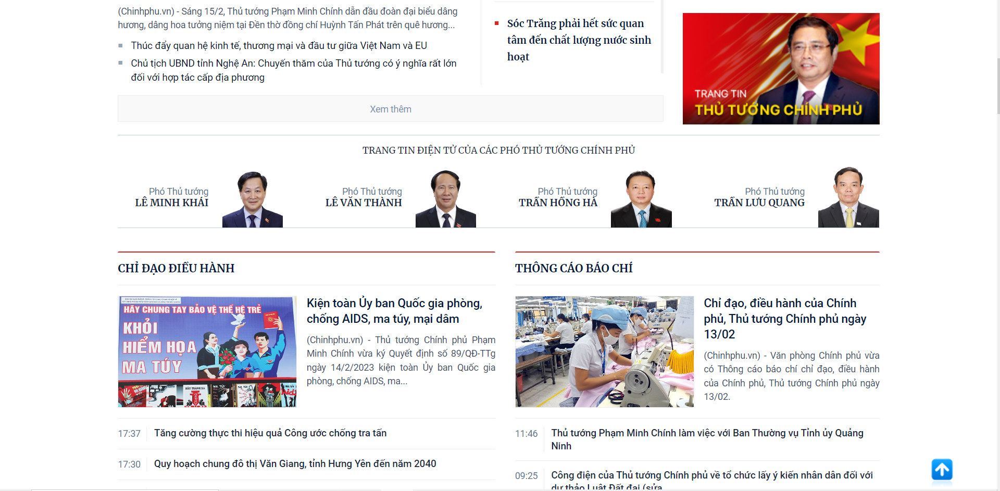 (Chinhphu.vn) - Sáng 15/2, Thủ tướng Phạm Minh Chính dẫn đầu đoàn đại biểu dâng
hương, dâng hoa tưởng niệm tại Đền thờ đồng chí Huỳnh Tấn Phát trên quê hương...
Thúc đẩy quan hệ kinh tế, thương mại và đầu tư giữa Việt Nam và EU
Chủ tịch UBND tỉnh Nghệ An: Chuyến thăm của Thủ tướng có ý nghĩa rất lớn
đối với hợp tác cấp địa phương
Sóc Trăng phải hết sức quan
tâm đến chất lượng nước sinh
hoạt
Xem thêm
TRANG TIN
THỦ TƯỚNG CHÍNH PHỦ
TRANG TIN ĐIỆN TỬ CỦA CÁC PHÓ THỦ TƯỚNG CHÍNH PHỦ
Phó Thủ tướng
LÊ MINH KHÁI
Phó Thủ tướng
LÊ VĂN THÀNH
Phó Thủ tướng
TRẦN HỒNG HÀ
Phó Thủ tướng
TRẦN LƯU QUANG
CHỈ ĐẠO ĐIỀU HÀNH
HÃY CHUNG TAY BẢO VỆ THẾ HỆ TRẺ
KHỎI
HIỂM HỌA
MA TÚY
Kiện toàn Ủy ban Quốc gia phòng,
chống AIDS, ma túy, mại dâm
(Chinhphu.vn) - Thủ tướng Chính phủ Phạm
Minh Chính vừa ký Quyết định số 89/QĐ-TTg
ngày 14/2/2023 kiện toàn Ủy ban Quốc gia
phòng, chống AIDS, ma...
17:37 Tăng cường thực thi hiệu quả Công ước chống tra tấn
17:30 Quy hoạch chung đô thị Văn Giang, tỉnh Hưng Yên đến năm 2040
THÔNG CÁO BÁO CHÍ
Chỉ đạo, điều hành của Chính
phủ, Thủ tướng Chính phủ ngày
13/02
(Chinhphu.vn) - Văn phòng Chính phủ vừa
có Thông cáo báo chí chỉ đạo, điều hành
của Chính phủ, Thủ tướng Chính phủ ngày
13/02.
11:46 Thủ tướng Phạm Minh Chính làm việc với Ban Thường vụ Tỉnh ủy Quảng
Ninh
09:25 Công điện của Thủ tướng Chính phủ về tổ chức lấy ý kiến nhân dân đối với
dự thảo Luật Đất đai (sửa